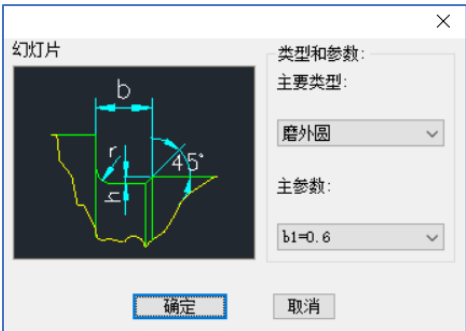 幻灯片
类型和参数:
主要类型:
b
r
45°
h
磨外圆
主参数:
b1=0.6
确定
取消